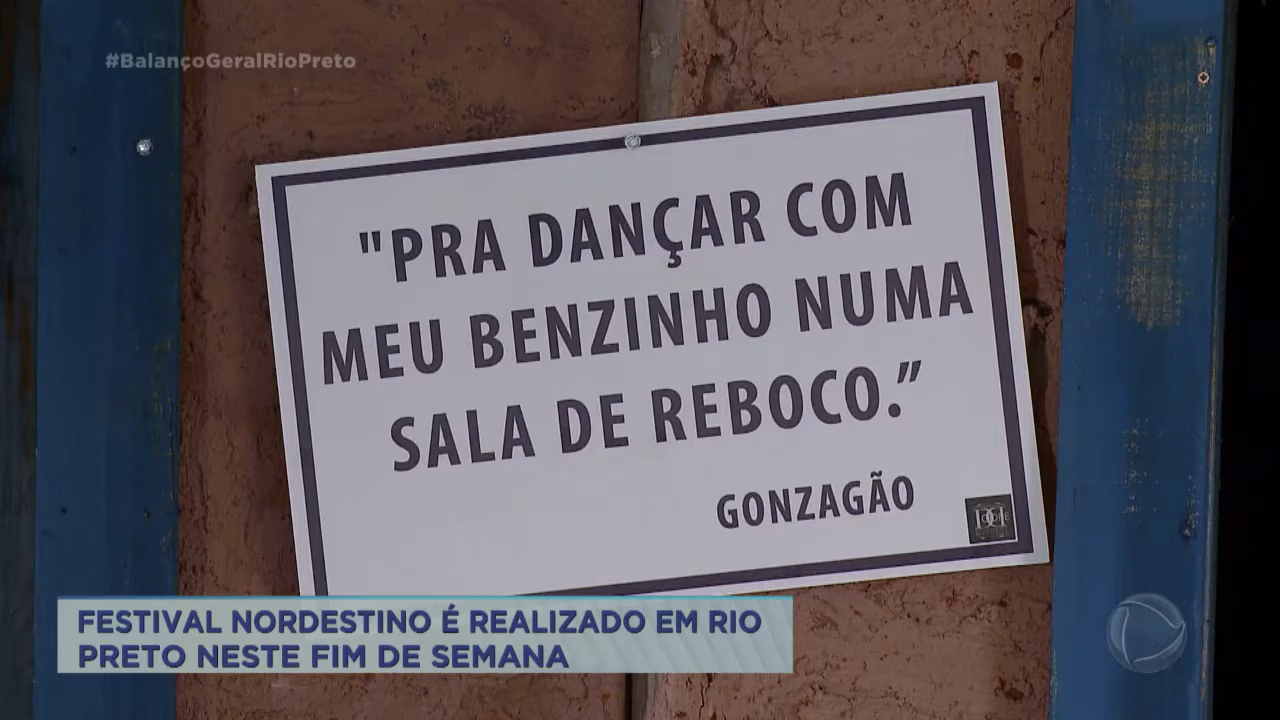 #BalançoGeralRioPreto
"PRA DANÇAR COM
MEU BENZINHO NUMA
SALA DE REBOCO.”
GONZAGÃO
FESTIVAL NORDESTINO É REALIZADO EM RIO
PRETO NESTE FIM DE SEMANA